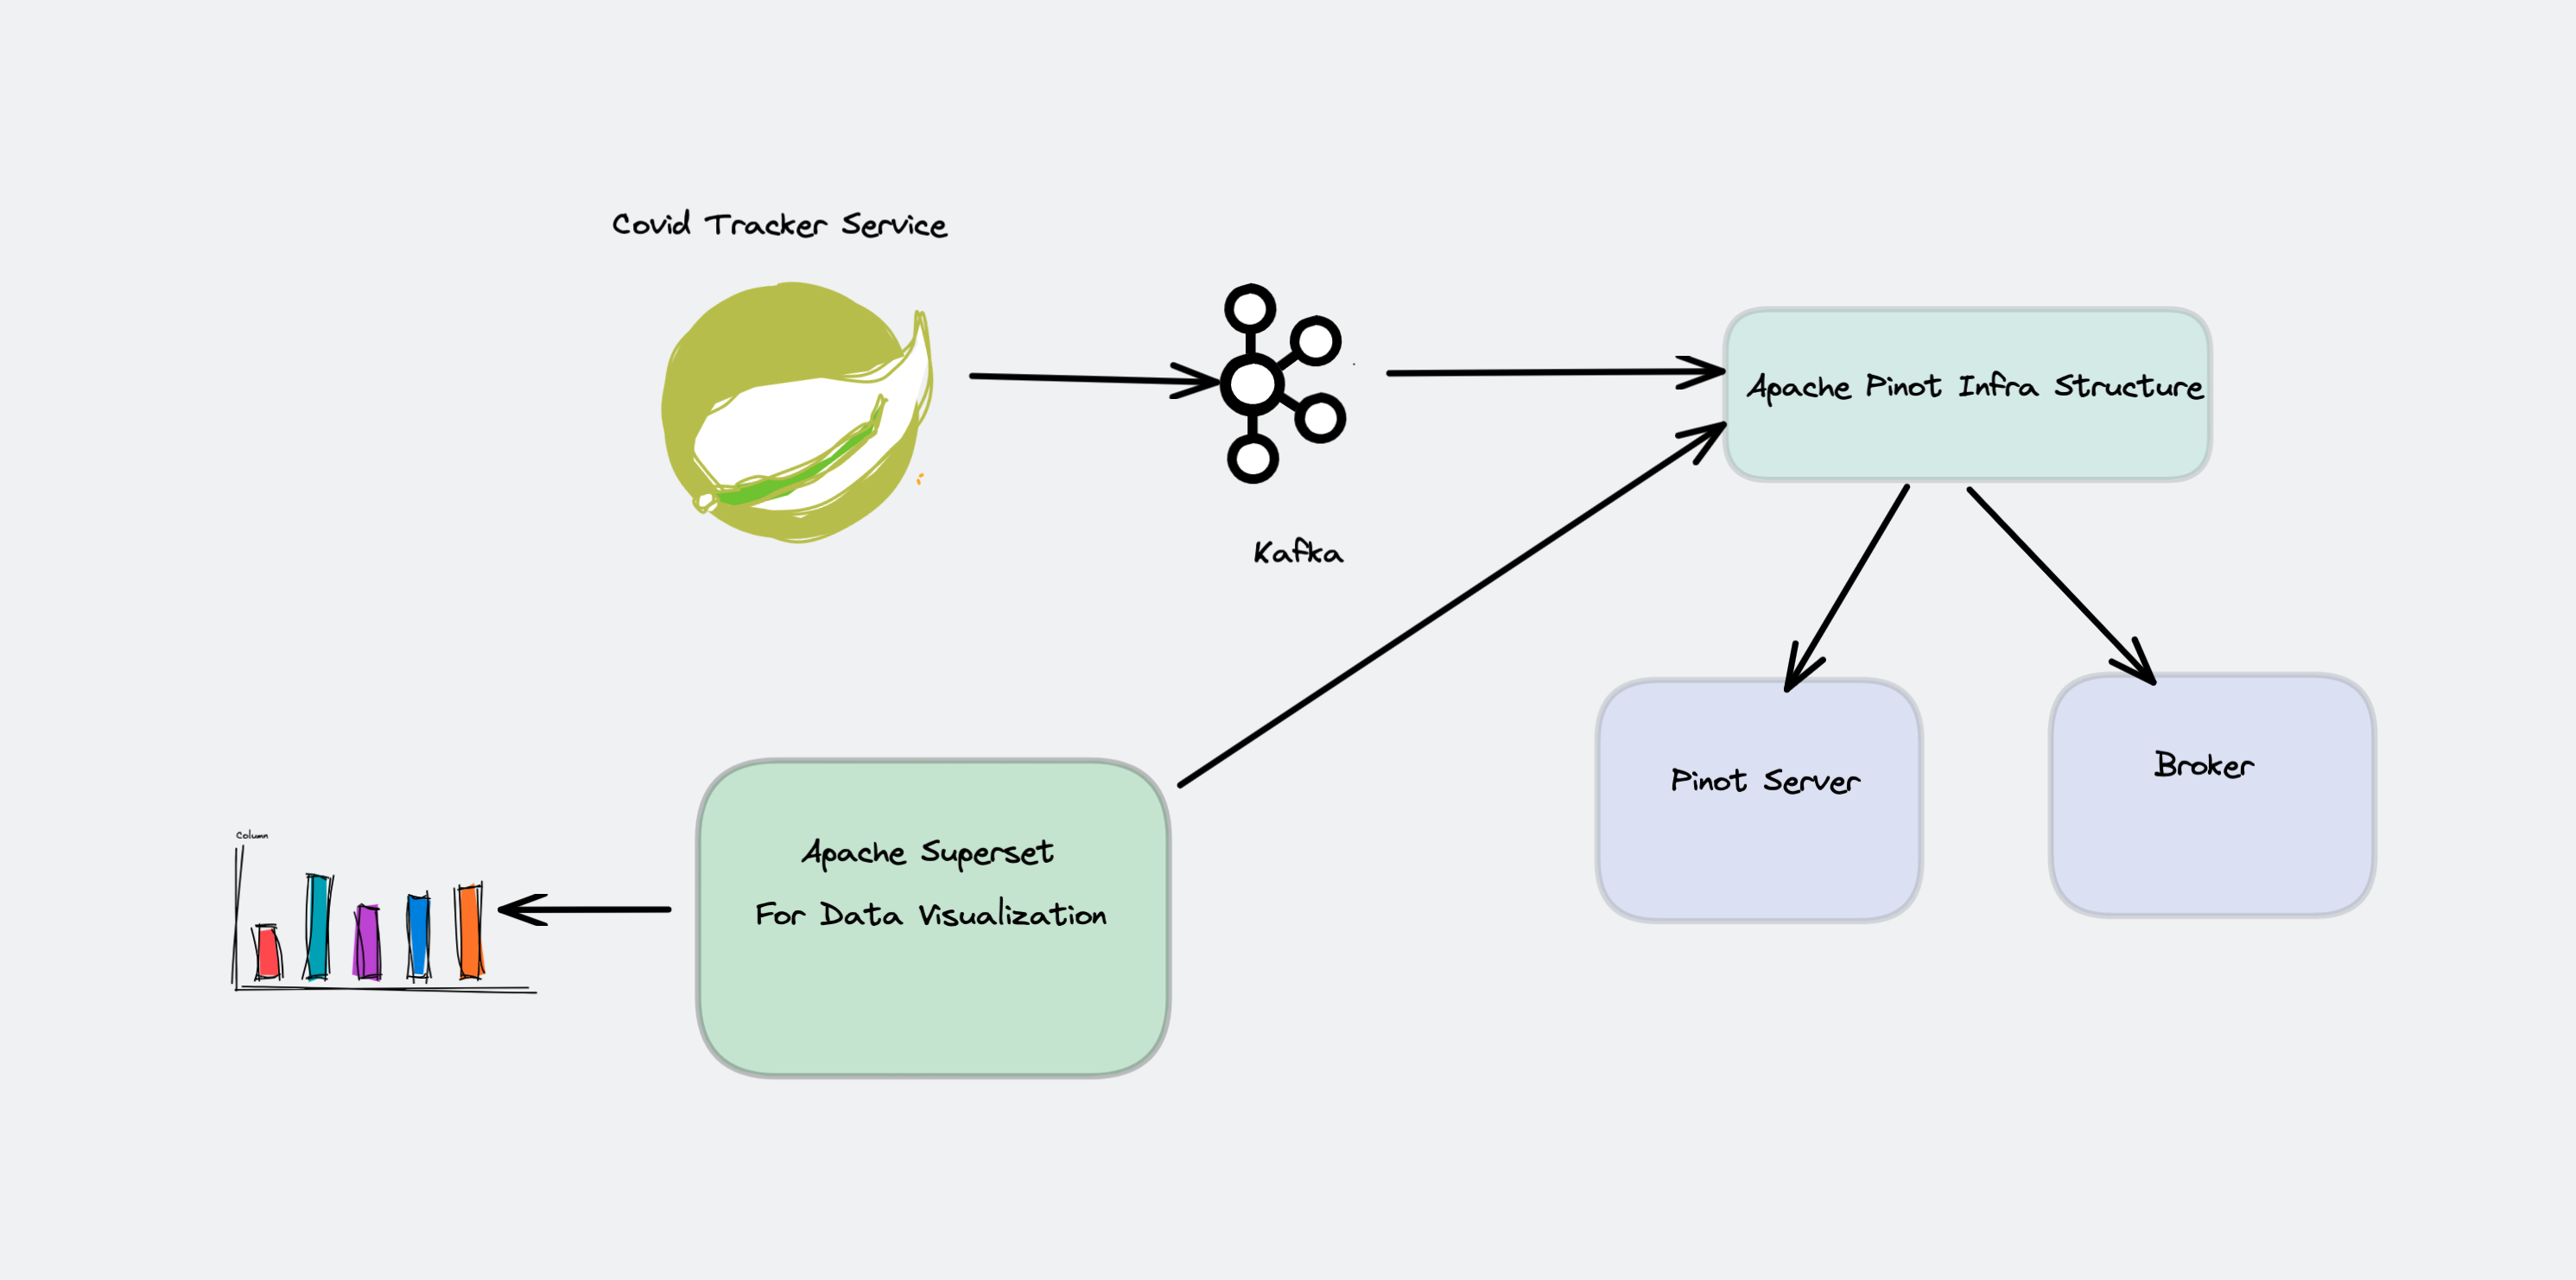 Covid Tracker Service
Kafka
Apache Pinot Infra Structure
Pinot Server
Broker
Apache Superset
For Data Visualization
Column